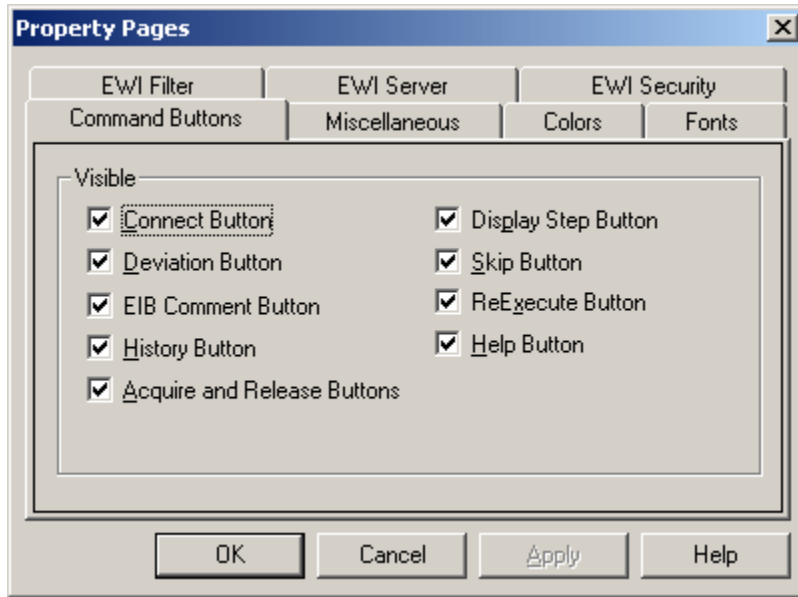 Property Pages
EWI Filter EWI Server EWI Security
Command Buttons Miscellaneous Colors Fonts
Visible
Connect Button Display Step Button
Deviation Button Skip Button
EIB Comment Button ReExecute Button
History Button Help Button
Acquire and Release Buttons
OK Cancel Apply Help